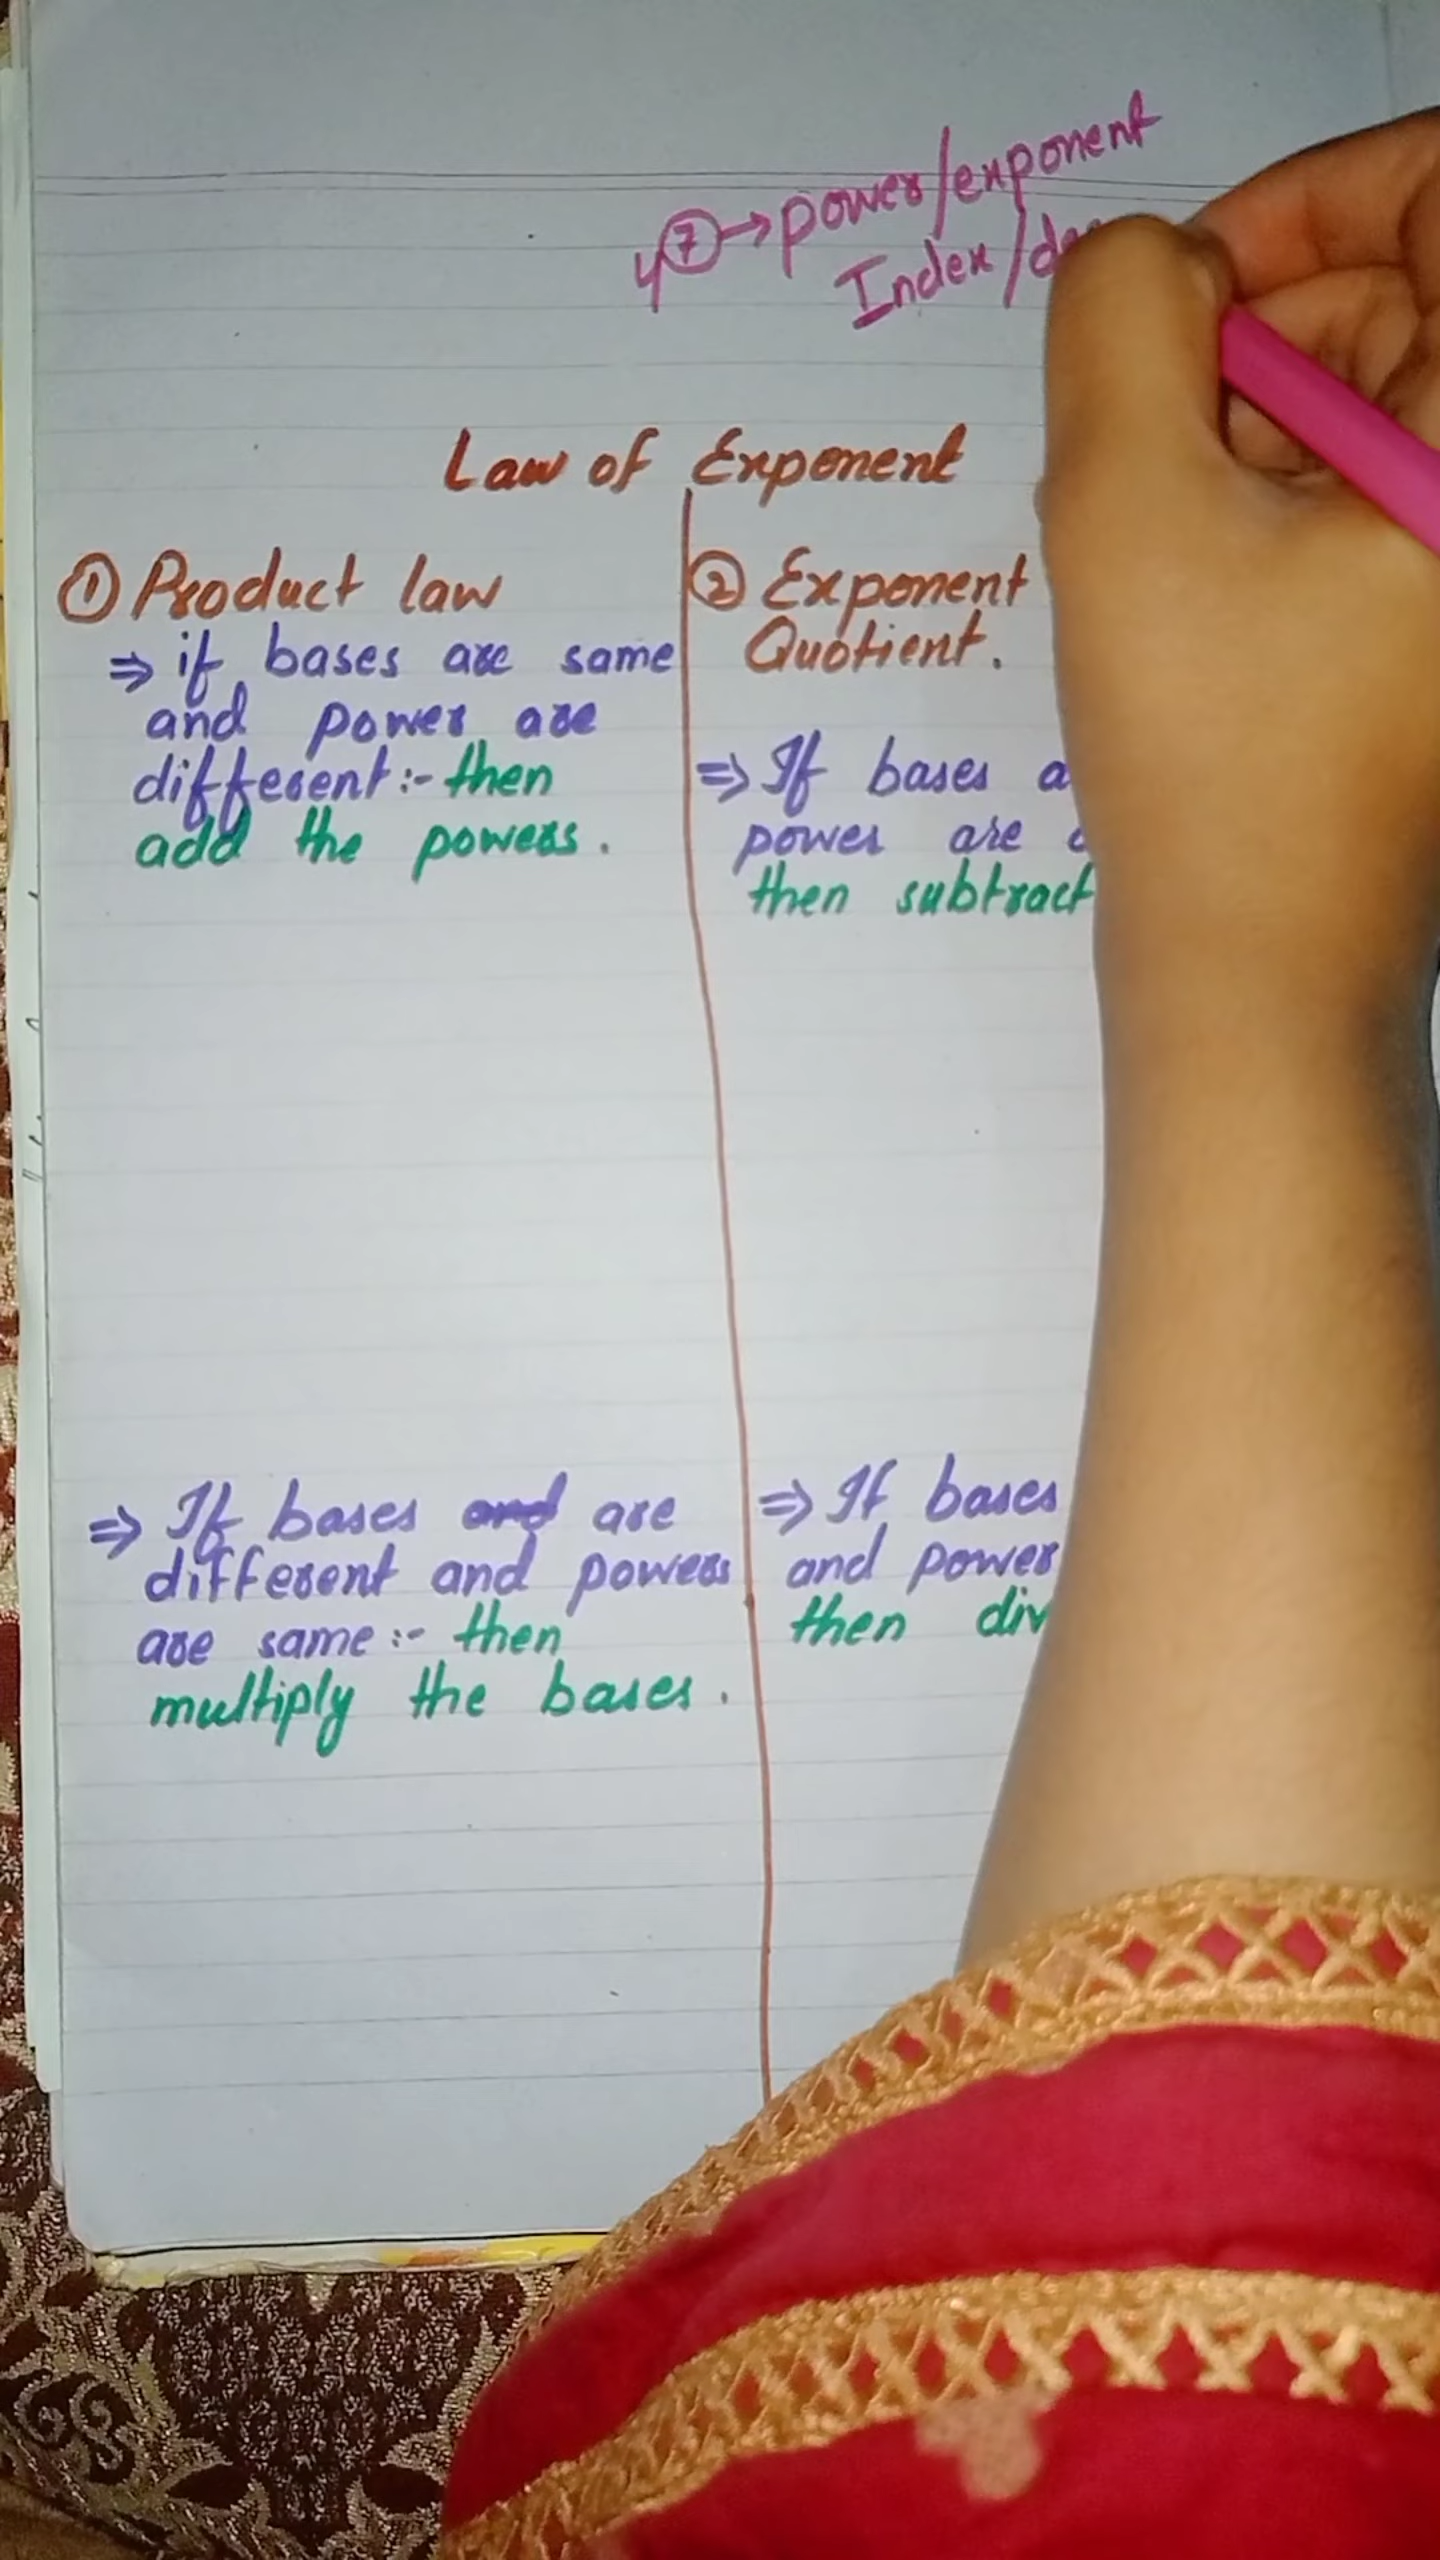 4⑦→power/exponent
Index/
Law of Exponent
① Product law
⇒ if bases are same
and power are
different:- then
add the powers.
⇒ If bases and are
different and powers
are same:- then
multiply the bases.
② Exponent
Quotient.
⇒ If bases
power are
then subtract
⇒ If bases
and power
then